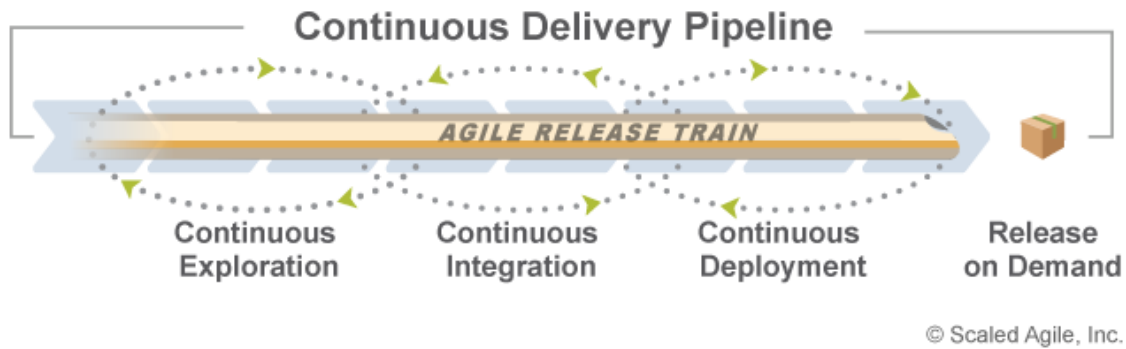 Continuous Delivery Pipeline
AGILE RELEASE TRAIN
Continuous
Exploration
Continuous
Integration
Continuous
Deployment
Release
on Demand
© Scaled Agile, Inc.